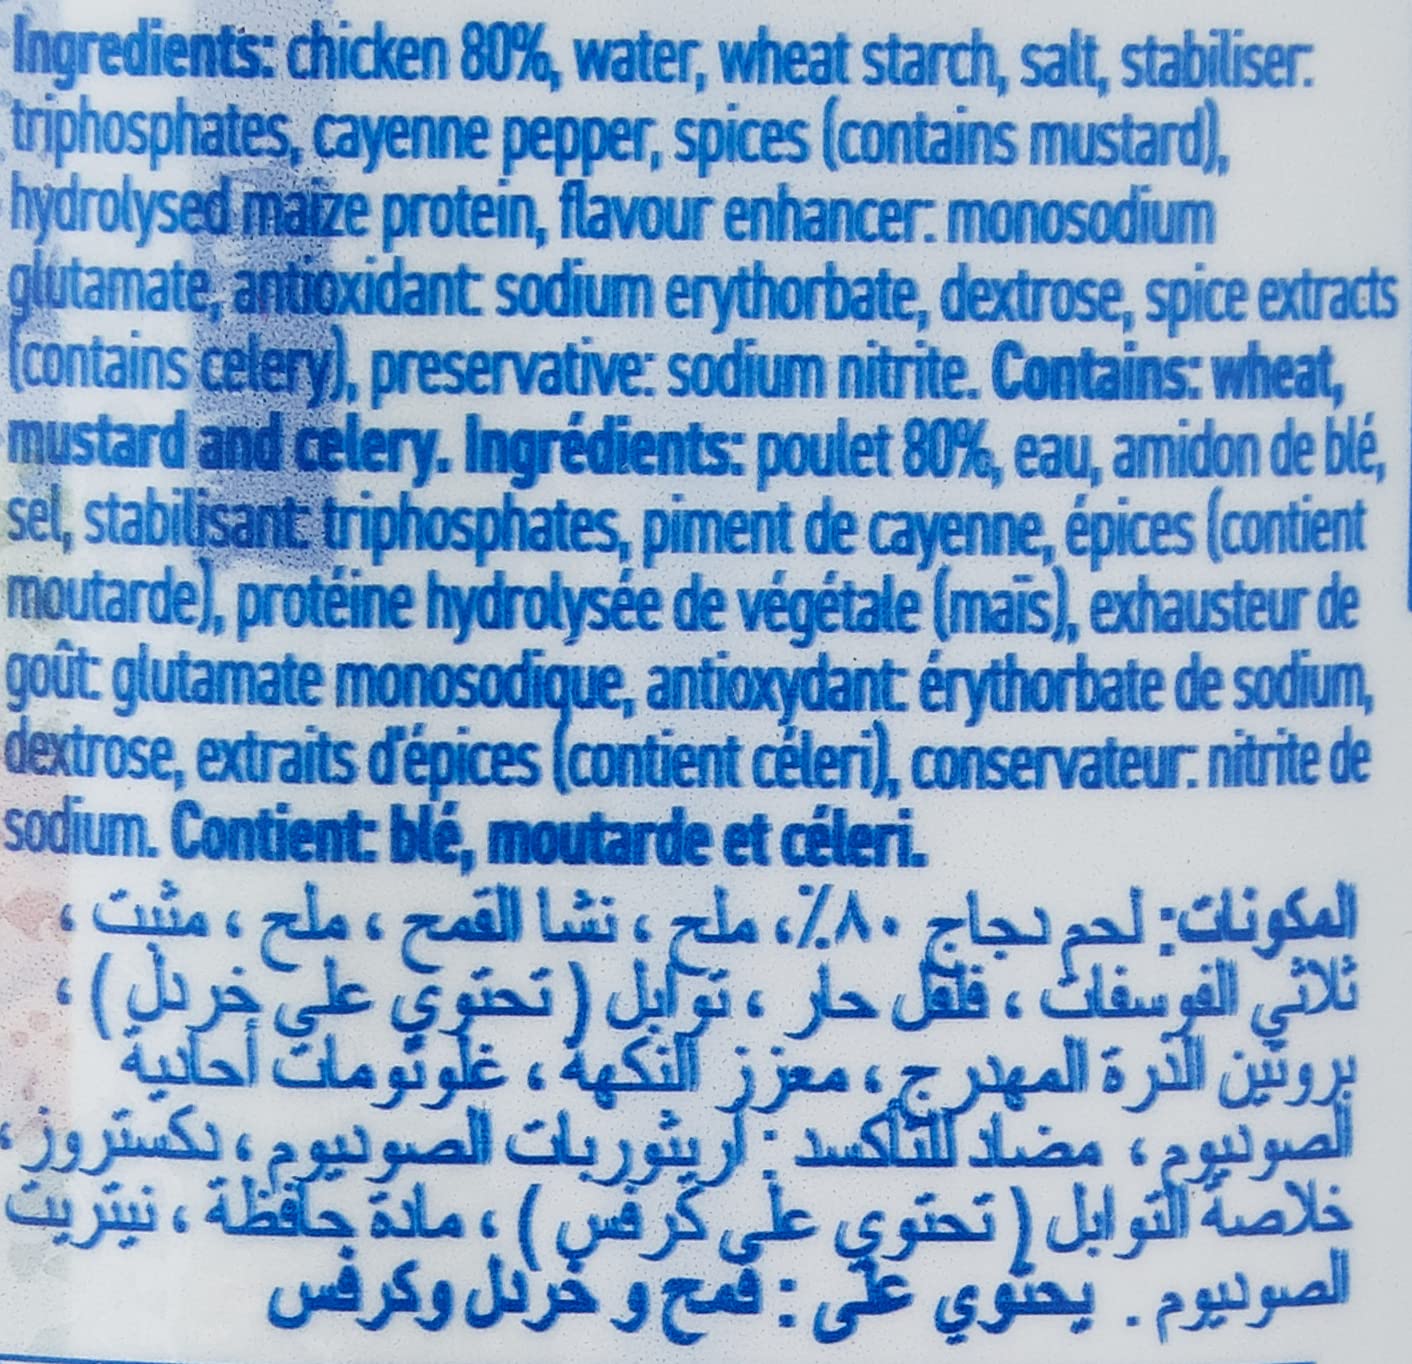 Ingredients: chicken 80%, water, wheat starch, salt, stabiliser:
triphosphates, cayenne pepper, spices (contains mustard),
hydrolysed maize protein, flavour enhancer: monosodium
glutamate, antioxidant: sodium erythorbate, dextrose, spice extracts
(contains celery), preservative: sodium nitrite. Contains: wheat,
mustard and celery. Ingrédients: poulet 80%, eau, amidon de blé,
sel, stabilisant: triphosphates, piment de cayenne, épices (contient
moutarde), protéine hydrolysée de végétale (maïs), exhausteur de
goût: glutamate monosodique, antioxydant: érythorbate de sodium,
dextrose, extraits d'épices (contient céleri), conservateur: nitrite de
sodium. Contient: blé, moutarde et céleri.
المكونات: لحم دجاج ٨٠٪، ملح ، نشا القمح ، ملح ، مثبت ،
ثلاثي الفوسفات ، فلفل حار ، توابل ( تحتوي على خردل ) ،
بروتين الذرة المهدرج ، معزز النكهة ، غلوتومات أحادية
الصوديوم ، مضاد للتأكسد : اريثوربات الصوديوم ، دكستروز ،
خلاصة التوابل ( تحتوي على كرفس ) ، مادة حافظة ، نيتريت
الصوديوم . يحتوي على : قمح و خردل وكرفس